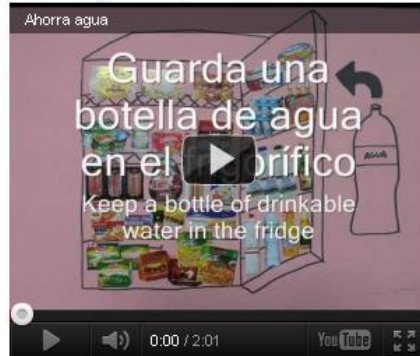 Ahorra agua
Guarda una
botella de agua
en el frigorífico
Keep a bottle of drinkable
water in the fridge
AGUA
0:00 / 2:01
YouTube